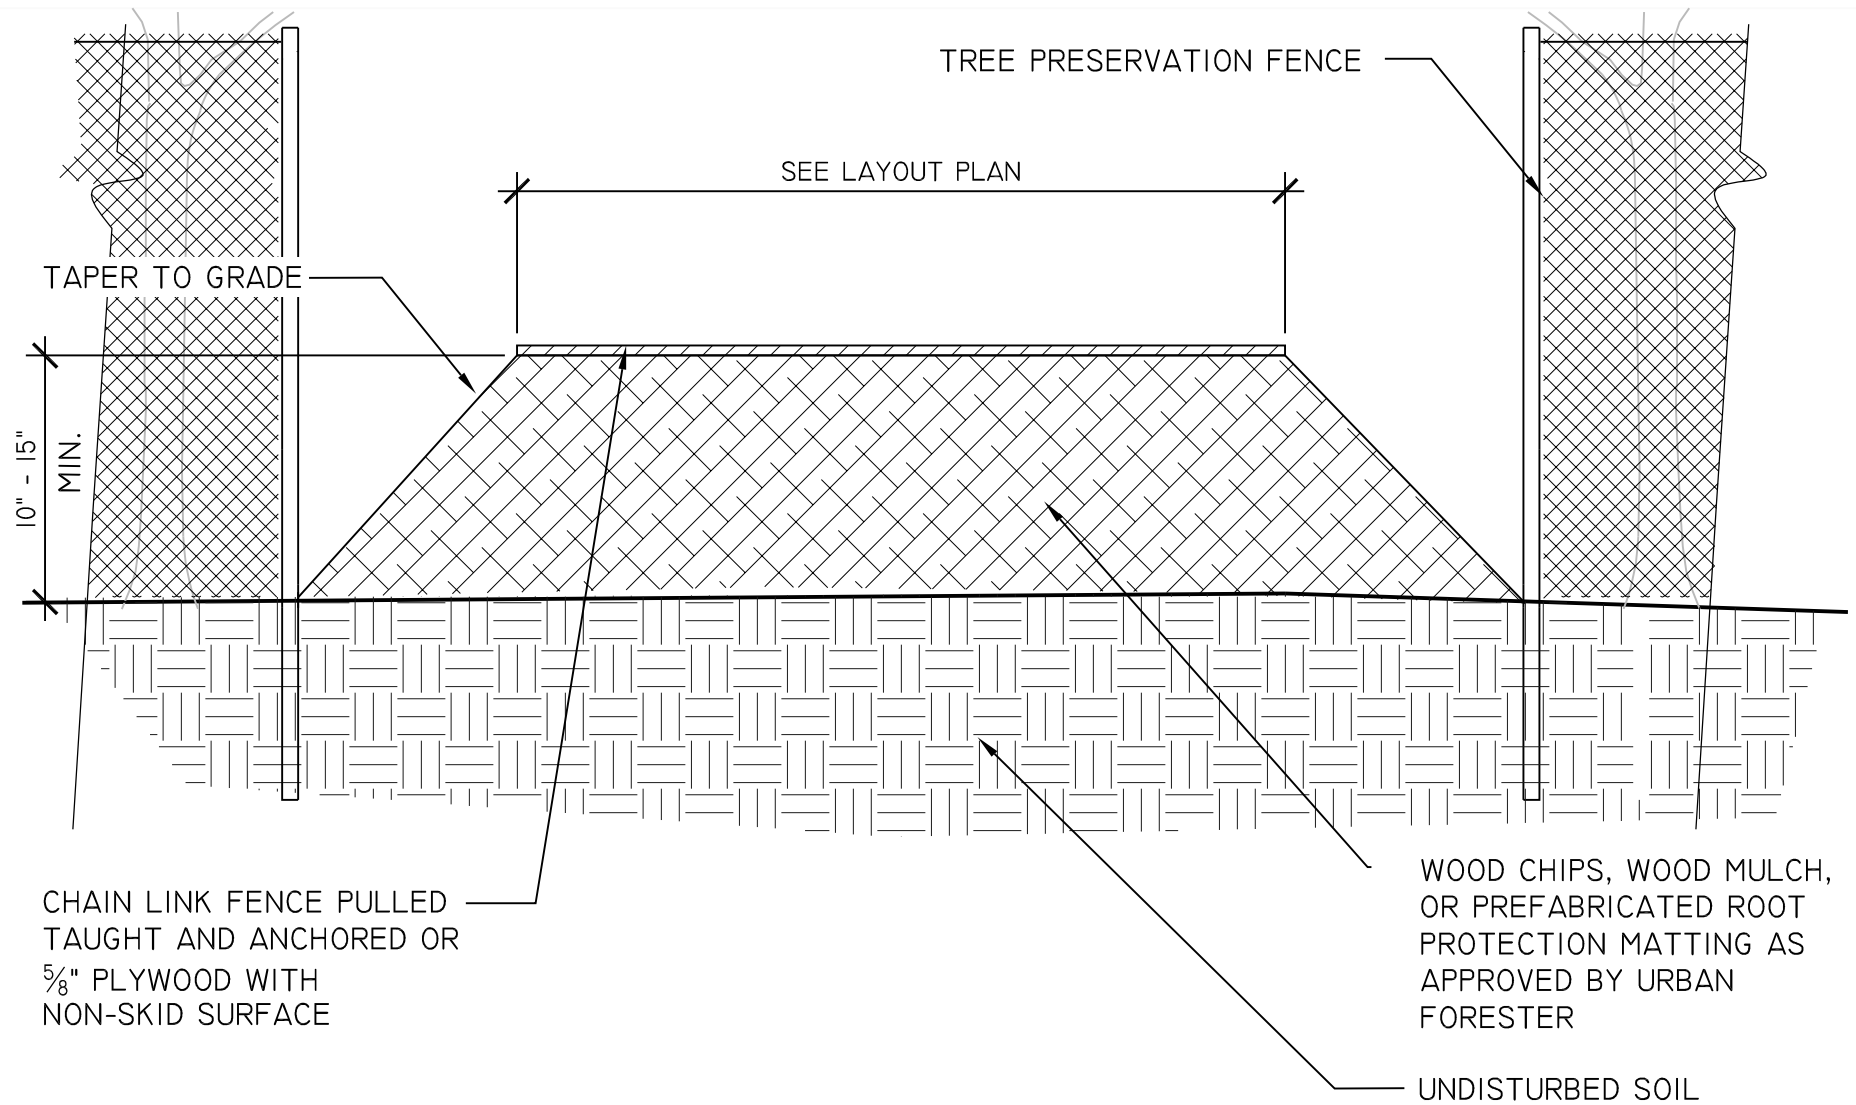 TREE PRESERVATION FENCE
SEE LAYOUT PLAN
TAPER TO GRADE
10" - 15"
MIN.
CHAIN LINK FENCE PULLED
TAUGHT AND ANCHORED OR
⅝" PLYWOOD WITH
NON-SKID SURFACE
WOOD CHIPS, WOOD MULCH,
OR PREFABRICATED ROOT
PROTECTION MATTING AS
APPROVED BY URBAN
FORESTER
UNDISTURBED SOIL